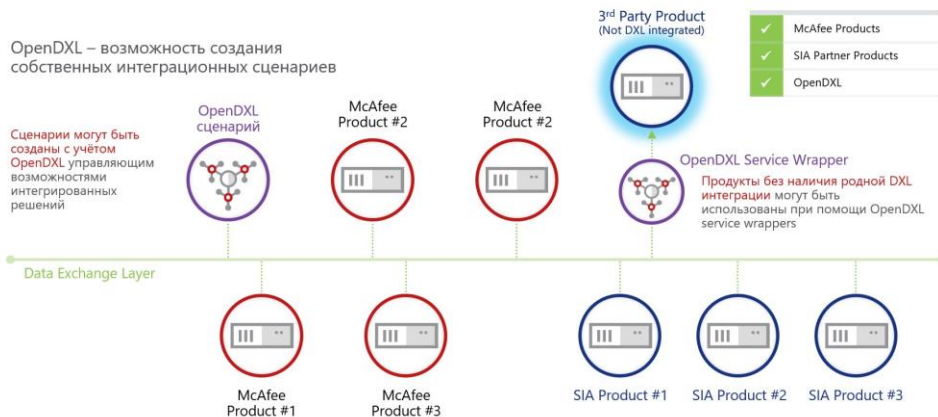 OpenDXL – возможность создания
собственных интеграционных сценариев
3rd Party Product
(Not DXL integrated)
✓ McAfee Products
✓ SIA Partner Products
✓ OpenDXL
Сценарии могут быть
созданы с учётом
OpenDXL управляющим
возможностями
интегрированных
решений
OpenDXL
сценарий
McAfee
Product #2
McAfee
Product #2
OpenDXL Service Wrapper
Продукты без наличия родной DXL
интеграции могут быть
использованы при помощи OpenDXL
service wrappers
Data Exchange Layer
McAfee
Product #1
McAfee
Product #3
SIA Product #1
SIA Product #2
SIA Product #3